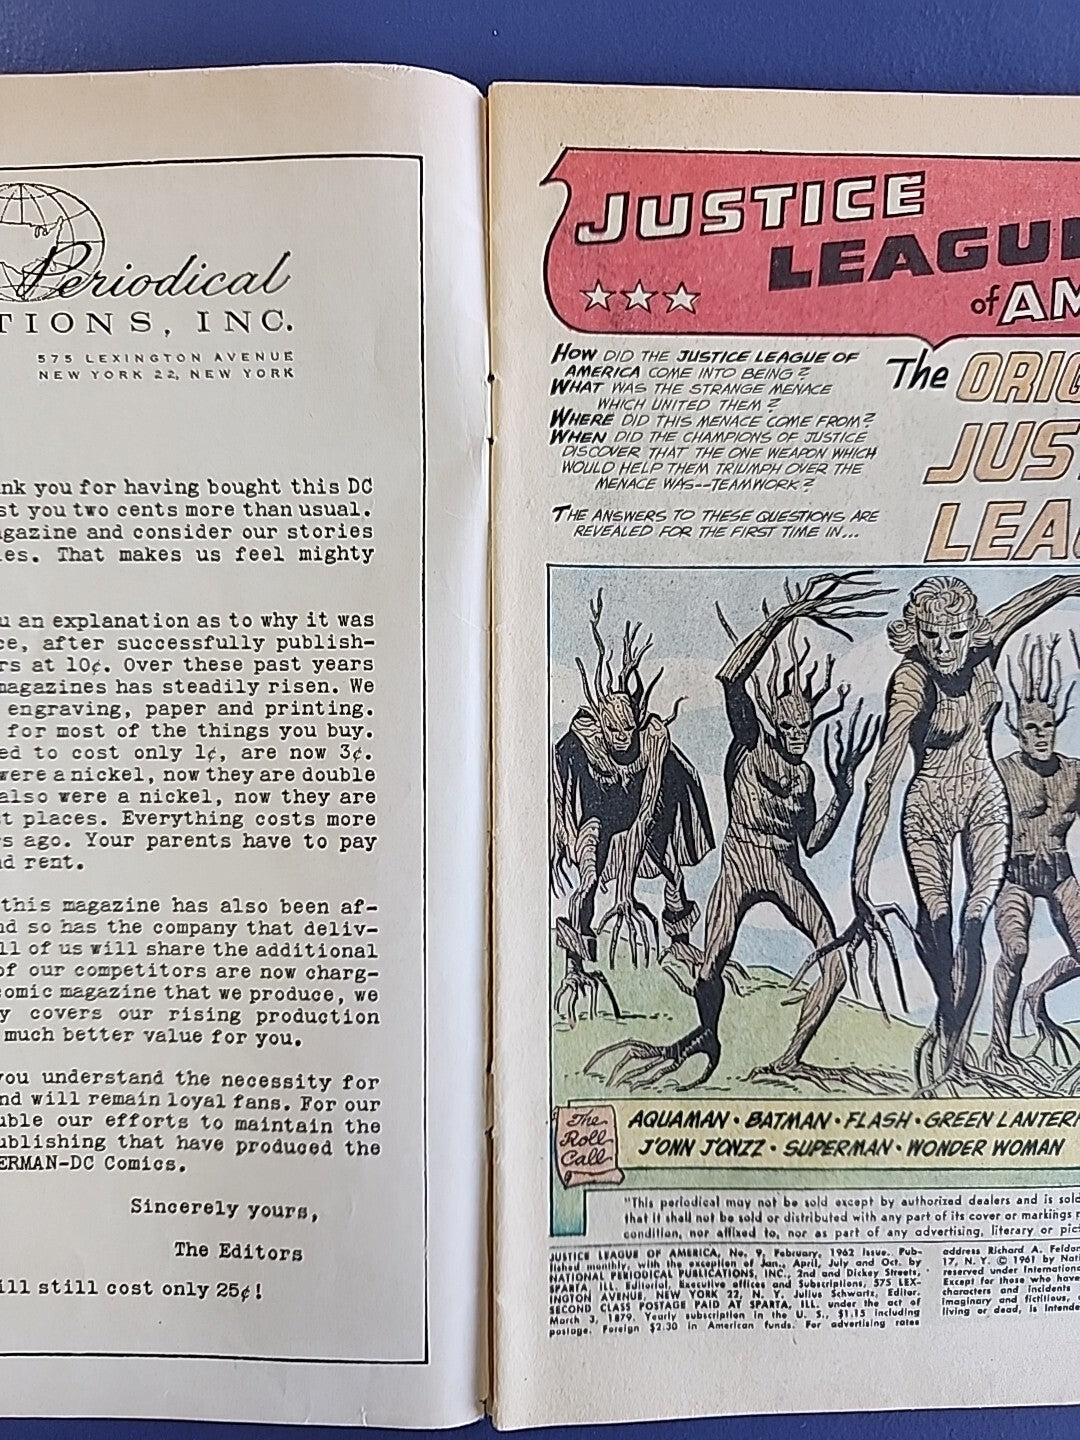 Periodical
TIONS, INC.
575 LEXINGTON AVENUE
NEW YORK 22, NEW YORK
nk you for having bought this DC
st you two cents more than usual.
gazine and consider our stories
es. That makes us feel mighty
u an explanation as to why it was
ce, after successfully publish-
rs at 10¢. Over these past years
magazines has steadily risen. We
engraving, paper and printing.
for most of the things you buy.
ed to cost only 1¢, are now 3¢.
were a nickel, now they are double
also were a nickel, now they are
t places. Everything costs more
s ago. Your parents have to pay
nd rent.
this magazine has also been af-
nd so has the company that deliv-
ll of us will share the additional
of our competitors are now charg-
comic magazine that we produce, we
y covers our rising production
much better value for you.
you understand the necessity for
nd will remain loyal fans. For our
uble our efforts to maintain the
ublishing that have produced the
ERMAN-DC Comics.
Sincerely yours,
The Editors
ill still cost only 25¢!
JUSTICE
LEAGU
of AM
HOW DID THE JUSTICE LEAGUE OF
AMERICA COME INTO BEING?
WHAT WAS THE STRANGE MENACE
WHICH UNITED THEM?
WHERE DID THIS MENACE COME FROM?
WHEN DID THE CHAMPIONS OF JUSTICE
DISCOVER THAT THE ONE WEAPON WHICH
WOULD HELP THEM TRIUMPH OVER THE
MENACE WAS--TEAMWORK?
THE ANSWERS TO THESE QUESTIONS ARE
REVEALED FOR THE FIRST TIME IN...
The ORIG
JUST
LEA
The
Roll
Call
AQUAMAN • BATMAN • FLASH • GREEN LANTERN
J'ONN J'ONZZ • SUPERMAN • WONDER WOMAN
"This periodical may not be sold except by authorized dealers and is sold
that it shall not be sold or distributed with any part of its cover or markings r
condition, nor affixed to, nor as part of any advertising, literary or pict
JUSTICE LEAGUE OF AMERICA, No. 9, February, 1962 Issue. Pub-
lished monthly, with the exception of Jan., April, July and Oct. by
NATIONAL PERIODICAL PUBLICATIONS, INC., 2nd and Dickey Streets,
SPARTA, ILL. Editorial, Executive offices and Subscriptions, 575 LEX-
INGTON AVENUE, NEW YORK 22, N. Y. Julius Schwartz, Editor.
SECOND CLASS POSTAGE PAID AT SPARTA, ILL. under the act of
March 3, 1879. Yearly subscription in the U. S., $1.15 including
postage. Foreign $2.30 in American funds. For advertising rates
address Richard A. Feldon
17, N. Y. © 1961 by Nati
reserved under Internation
Except for those who have
characters and incidents
imaginary and fictitious,
living or dead, is intende